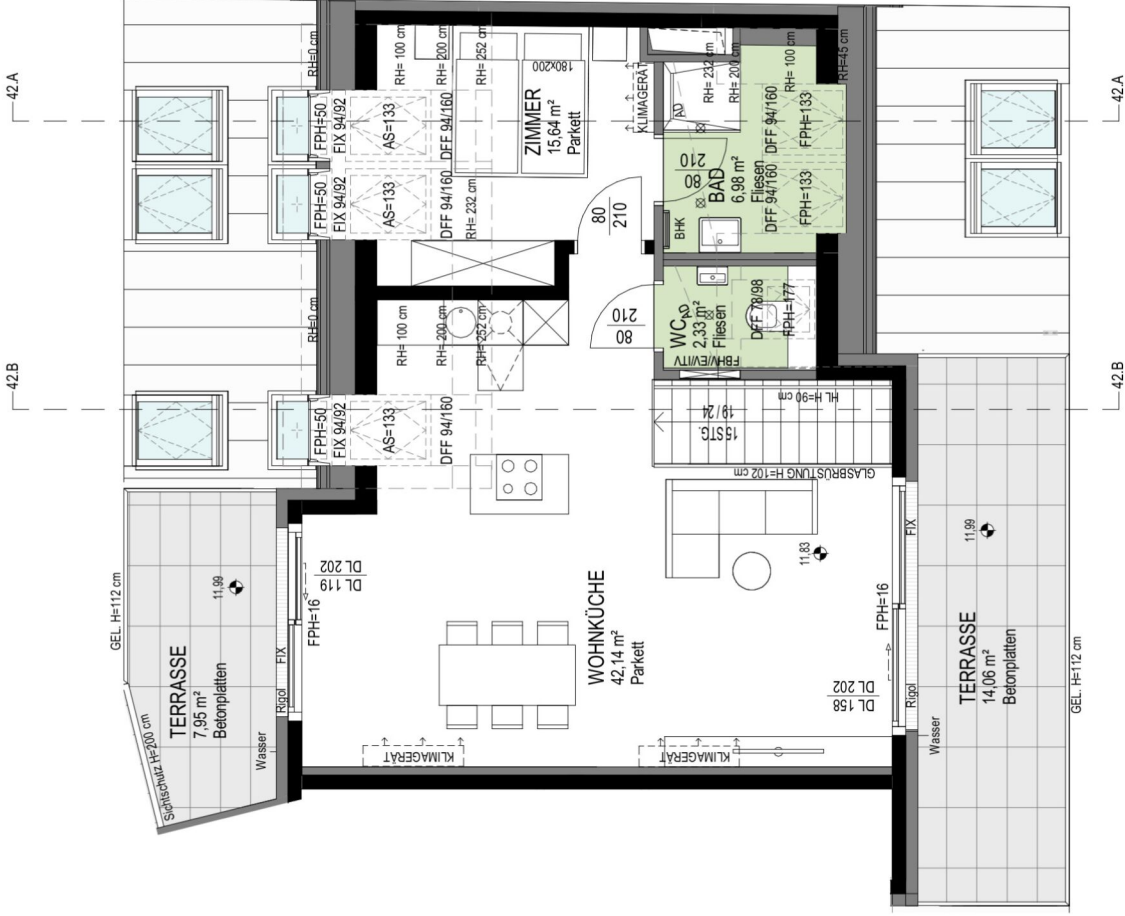 42.A
42.A
42.B
42.B
RH=0 cm
FPH=50
FIX 94/92
AS=133
DFF 94/160
FPH=50
FIX 94/92
AS=133
DFF 94/160
RH= 100 cm
RH= 200 cm
RH= 252 cm
RH= 232 cm
180x200
ZIMMER
15,64 m²
Parkett
KLIMAGERÄT
80
210
AD
RH= 232 cm
RH= 200 cm
RH= 100 cm
RH=45 cm
80
210
BAD
6,98 m²
Fliesen
DFF 94/160
FPH=133
DFF 94/160
FPH=133
BHK
80
210
WC
2,33 m²
Fliesen
AD
DFF 78/98
FPH=177
FBHV/EV/ITV
RH=0 cm
RH= 100 cm
RH= 200 cm
RH= 252 cm
FPH=50
FIX 94/92
AS=133
DFF 94/160
15 STG.
19 / 24
HL H=90 cm
GLASBRÜSTUNG H=102 cm
WOHNKÜCHE
42,14 m²
Parkett
11,83
DL 119
DL 202
FPH=16
DL 158
DL 202
FPH=16
KLIMAGERÄT
KLIMAGERÄT
TERRASSE
7,95 m²
Betonplatten
11,99
GEL. H=112 cm
Sichtschutz H=200 cm
Wasser
Rigol
FIX
TERRASSE
14,06 m²
Betonplatten
11,99
GEL. H=112 cm
Wasser
Rigol
FIX